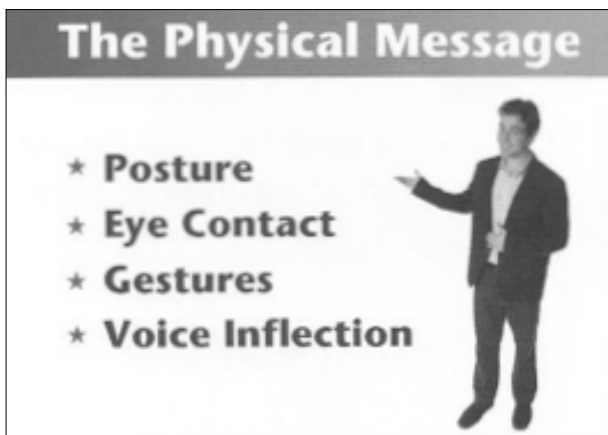 The Physical Message
★ Posture
★ Eye Contact
★ Gestures
★ Voice Inflection